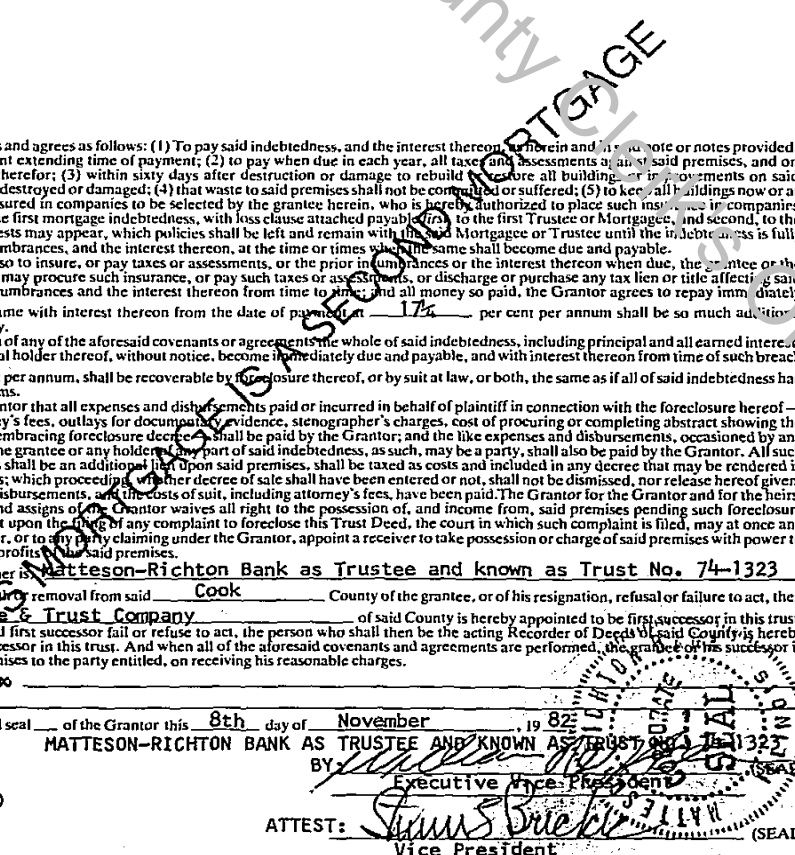 unty Clerk's O
S MORTGAGE IS A SECOND MORTGAGE
s and agrees as follows: (1) To pay said indebtedness, and the interest thereon, herein and in said note or notes provided
nt extending time of payment; (2) to pay when due in each year, all taxes and assessments against said premises, and on
herefor; (3) within sixty days after destruction or damage to rebuild or restore all buildings or improvements on said
destroyed or damaged; (4) that waste to said premises shall not be committed or suffered; (5) to keep all buildings now or a
sured in companies to be selected by the grantee herein, who is hereby authorized to place such insurance in companies
e first mortgage indebtedness, with loss clause attached payable first, to the first Trustee or Mortgagee, and second, to the
ests may appear, which policies shall be left and remain with the said Mortgagee or Trustee until the indebtedness is full
mbrances, and the interest thereon, at the time or times when the same shall become due and payable.
so to insure, or pay taxes or assessments, or the prior incumbrances or the interest thereon when due, the grantee or the
may procure such insurance, or pay such taxes or assessments, or discharge or purchase any tax lien or title affecting said
umbrances and the interest thereon from time to time; and all money so paid, the Grantor agrees to repay immediately
ame with interest thereon from the date of payment at 17% per cent per annum shall be so much addition
y.
h of any of the aforesaid covenants or agreements the whole of said indebtedness, including principal and all earned interes
al holder thereof, without notice, become immediately due and payable, and with interest thereon from time of such breac
per annum, shall be recoverable by foreclosure thereof, or by suit at law, or both, the same as if all of said indebtedness ha
ms.
ntor that all expenses and disbursements paid or incurred in behalf of plaintiff in connection with the foreclosure hereof—
ey's fees, outlays for documentary evidence, stenographer's charges, cost of procuring or completing abstract showing th
embracing foreclosure decree—shall be paid by the Grantor; and the like expenses and disbursements, occasioned by an
he grantee or any holder of any part of said indebtedness, as such, may be a party, shall also be paid by the Grantor. All suc
s shall be an additional lien upon said premises, shall be taxed as costs and included in any decree that may be rendered i
s; which proceeding, whether decree of sale shall have been entered or not, shall not be dismissed, nor release hereof given
isbursements, and the costs of suit, including attorney's fees, have been paid. The Grantor for the Grantor and for the heirs
nd assigns of the Grantor waives all right to the possession of, and income from, said premises pending such foreclosur
t upon the filing of any complaint to foreclose this Trust Deed, the court in which such complaint is filed, may at once an
r, or to any party claiming under the Grantor, appoint a receiver to take possession or charge of said premises with power t
profits of the said premises.
ner is: Matteson-Richton Bank as Trustee and known as Trust No. 74-1323
or removal from said Cook County of the grantee, or of his resignation, refusal or failure to act, the
e & Trust Company of said County is hereby appointed to be first successor in this trust
d first successor fail or refuse to act, the person who shall then be the acting Recorder of Deeds of said County is hereb
cessor in this trust. And when all of the aforesaid covenants and agreements are performed, the grantee or his successor i
mises to the party entitled, on receiving his reasonable charges.
to
d seal of the Grantor this 8th day of November, 19 82
MATTESON-RICHTON BANK AS TRUSTEE AND KNOWN AS TRUST NO. 74-1323
BY: (SEAL
Executive Vice President
CORPORATE SEAL
ATTEST: (SEAL
Vice President